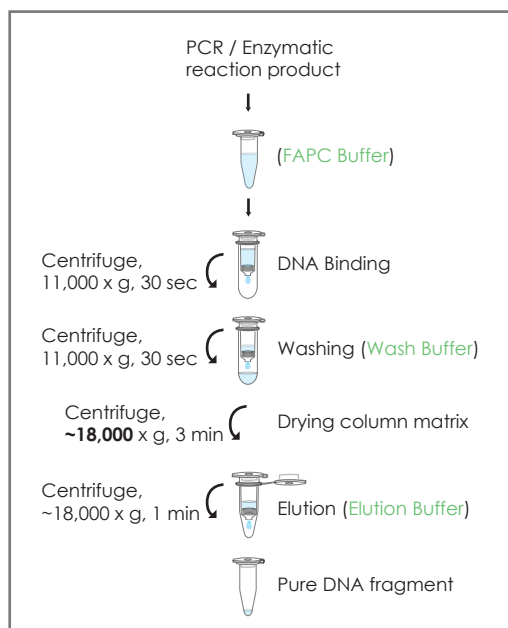 PCR / Enzymatic
reaction product
(FAPC Buffer)
Centrifuge,
11,000 x g, 30 sec
DNA Binding
Centrifuge,
11,000 x g, 30 sec
Washing (Wash Buffer)
Centrifuge,
~18,000 x g, 3 min
Drying column matrix
Centrifuge,
~18,000 x g, 1 min
Elution (Elution Buffer)
Pure DNA fragment